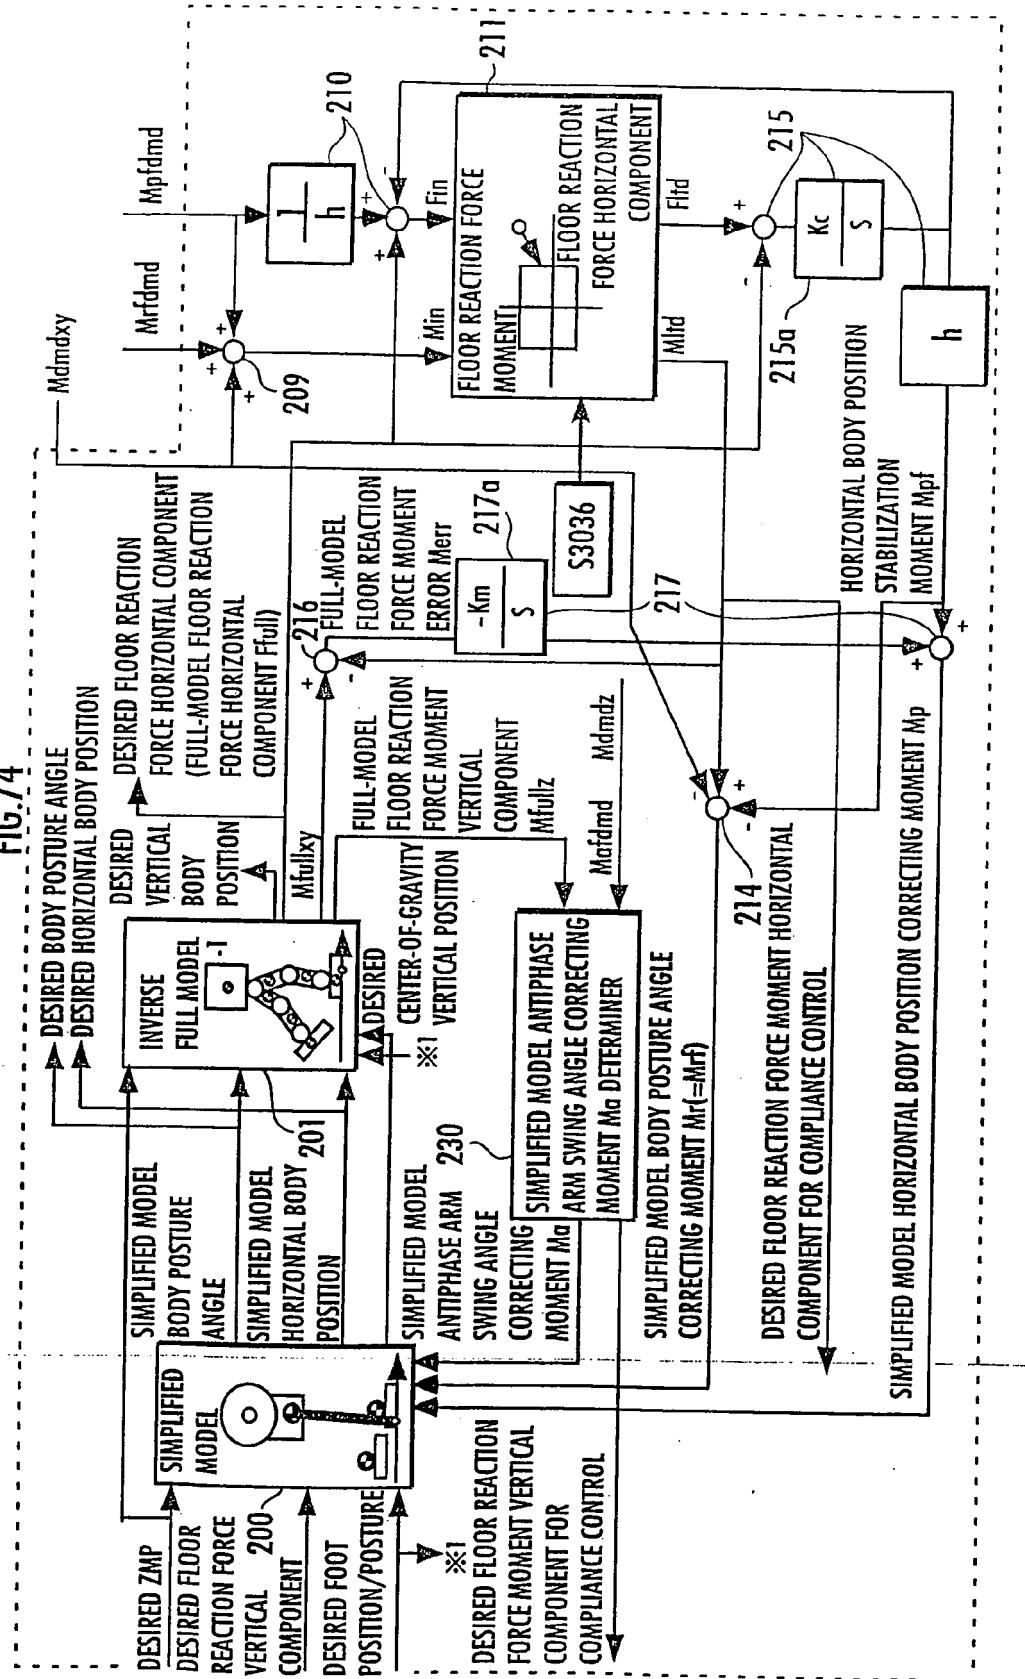 FIG.74
DESIRED BODY POSTURE ANGLE
DESIRED HORIZONTAL BODY POSITION
DESIRED FLOOR REACTION
FORCE HORIZONTAL COMPONENT
(FULL-MODEL FLOOR REACTION
FORCE HORIZONTAL
COMPONENT Ffull)
DESIRED
VERTICAL
BODY
POSITION
Mdmdxy
Mrfdmd
Mpfdmd
209
210
211
1
h
+
+
+
+
+
-
Min
Fin
FLOOR REACTION FORCE
MOMENT
FLOOR REACTION
FORCE HORIZONTAL
COMPONENT
Mltd
Fltd
S3036
+
-
215
215a
Kc
S
h
HORIZONTAL BODY POSITION
STABILIZATION
MOMENT Mpf
INVERSE
FULL MODEL
-1
201
Mfullxy
216
+
-
FULL-MODEL
FLOOR REACTION
FORCE MOMENT
ERROR Merr
217a
-Km
S
217
+
+
FULL-MODEL
FLOOR REACTION
FORCE MOMENT
VERTICAL
COMPONENT
Mfullz
DESIRED
CENTER-OF-GRAVITY
VERTICAL POSITION
※1
Mafdmd
Mdmdz
230
SIMPLIFIED MODEL ANTIPHASE
ARM SWING ANGLE CORRECTING
MOMENT Ma DETERMINER
214
-
+
-
SIMPLIFIED MODEL
BODY POSTURE
ANGLE
SIMPLIFIED MODEL
HORIZONTAL BODY
POSITION
SIMPLIFIED MODEL
ANTIPHASE ARM
SWING ANGLE
CORRECTING
MOMENT Ma
SIMPLIFIED MODEL BODY POSTURE ANGLE
CORRECTING MOMENT Mr(=Mrf)
DESIRED FLOOR REACTION FORCE MOMENT HORIZONTAL
COMPONENT FOR COMPLIANCE CONTROL
SIMPLIFIED MODEL HORIZONTAL BODY POSITION CORRECTING MOMENT Mp
SIMPLIFIED
MODEL
200
DESIRED ZMP
DESIRED FLOOR
REACTION FORCE
VERTICAL
COMPONENT
DESIRED FOOT
POSITION/POSTURE
※1
DESIRED FLOOR REACTION
FORCE MOMENT VERTICAL
COMPONENT FOR
COMPLIANCE CONTROL